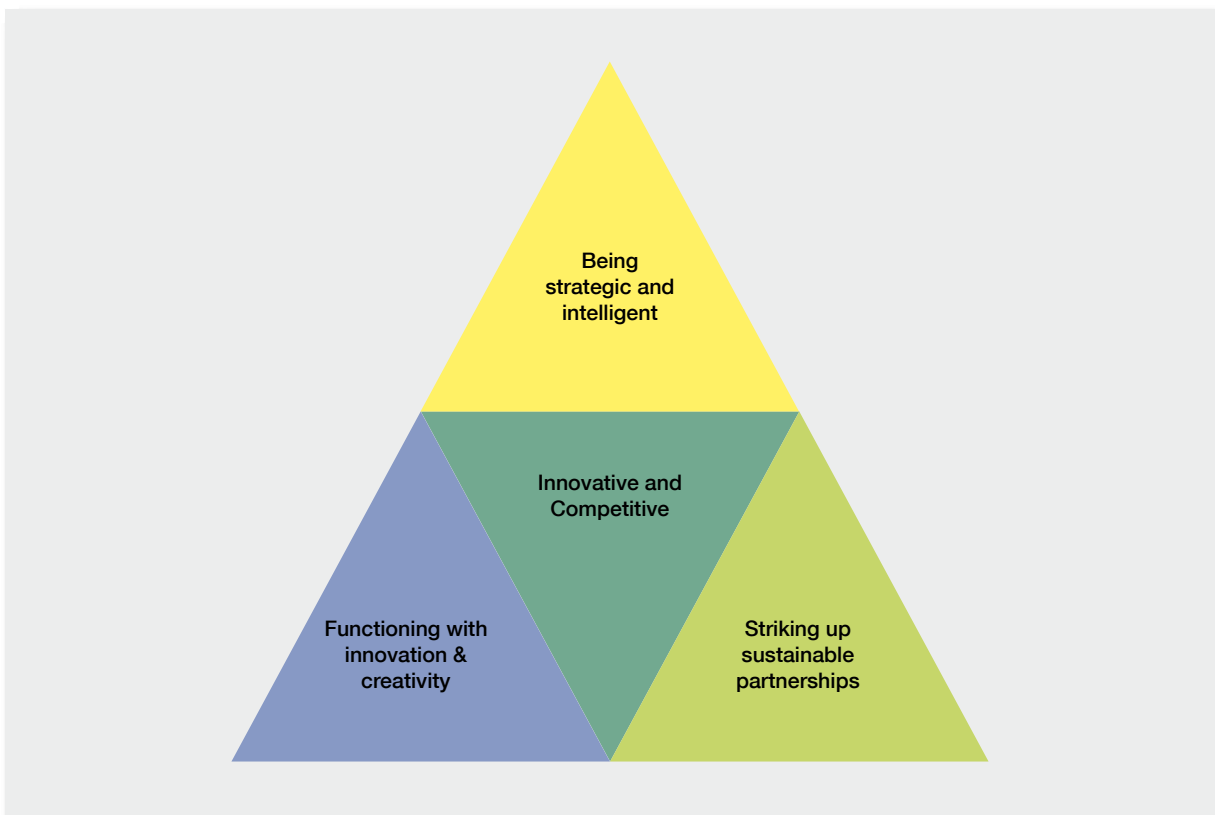 Being
strategic and
intelligent
Innovative and
Competitive
Functioning with
innovation &
creativity
Striking up
sustainable
partnerships